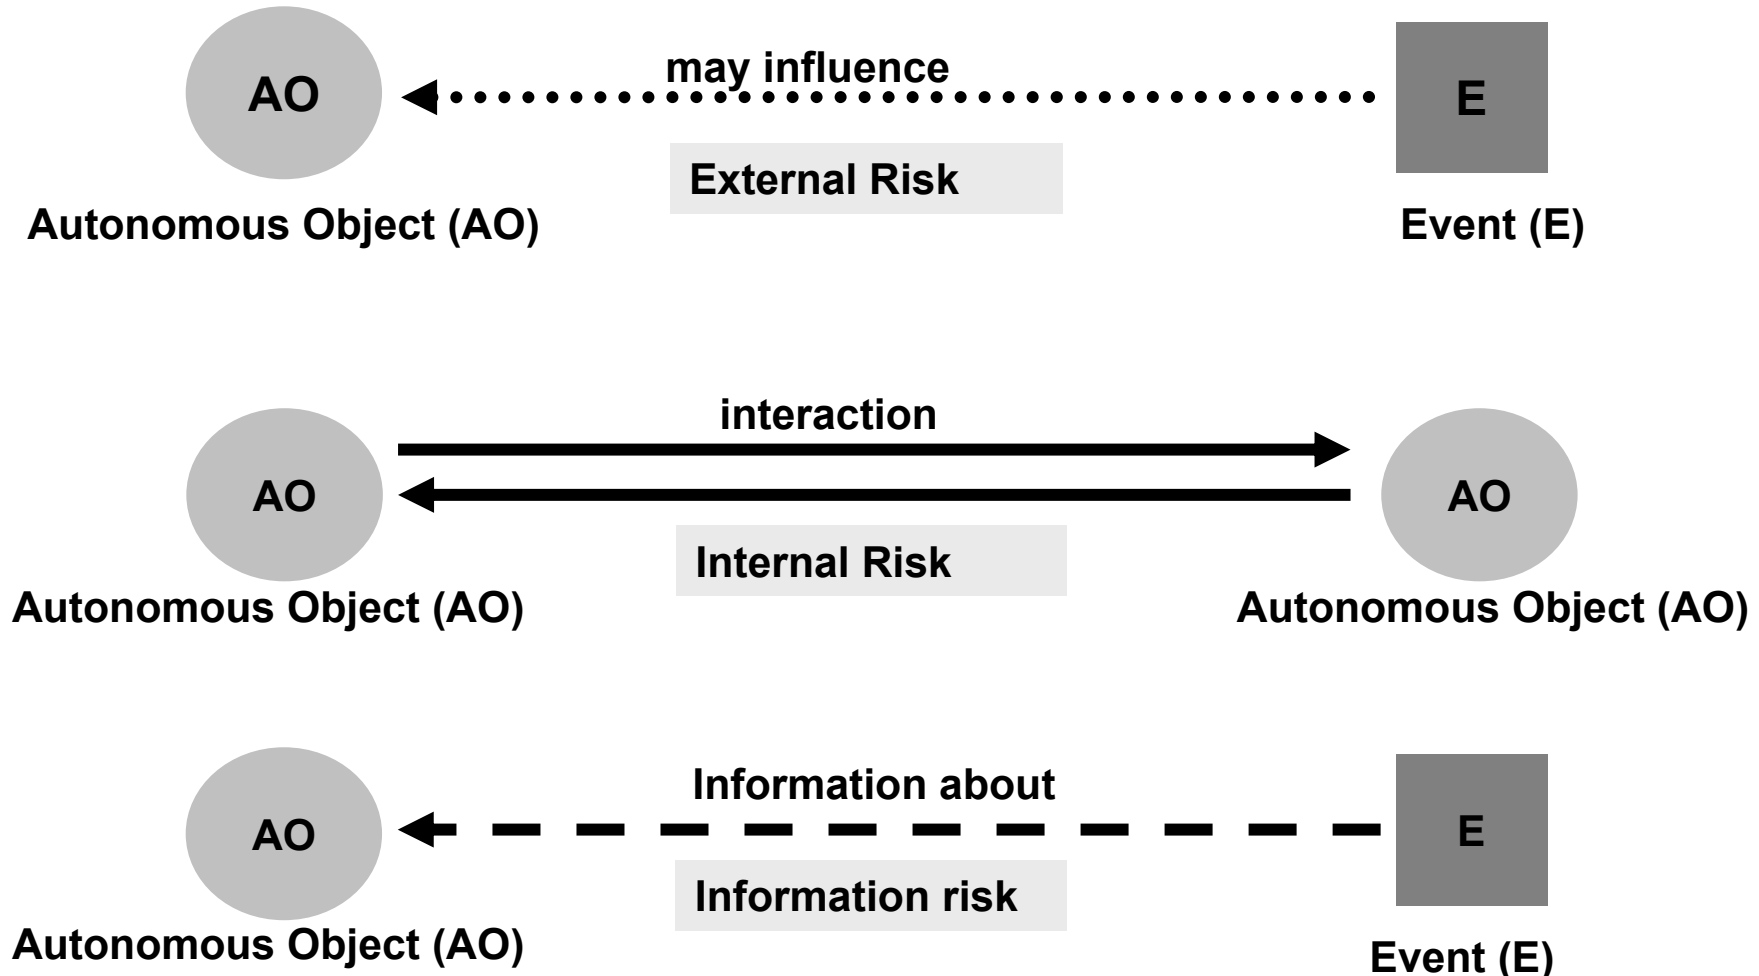 may influence
AO
E
External Risk
Autonomous Object (AO)
Event (E)
interaction
AO
AO
Internal Risk
Autonomous Object (AO)
Autonomous Object (AO)
Information about
AO
E
Information risk
Autonomous Object (AO)
Event (E)